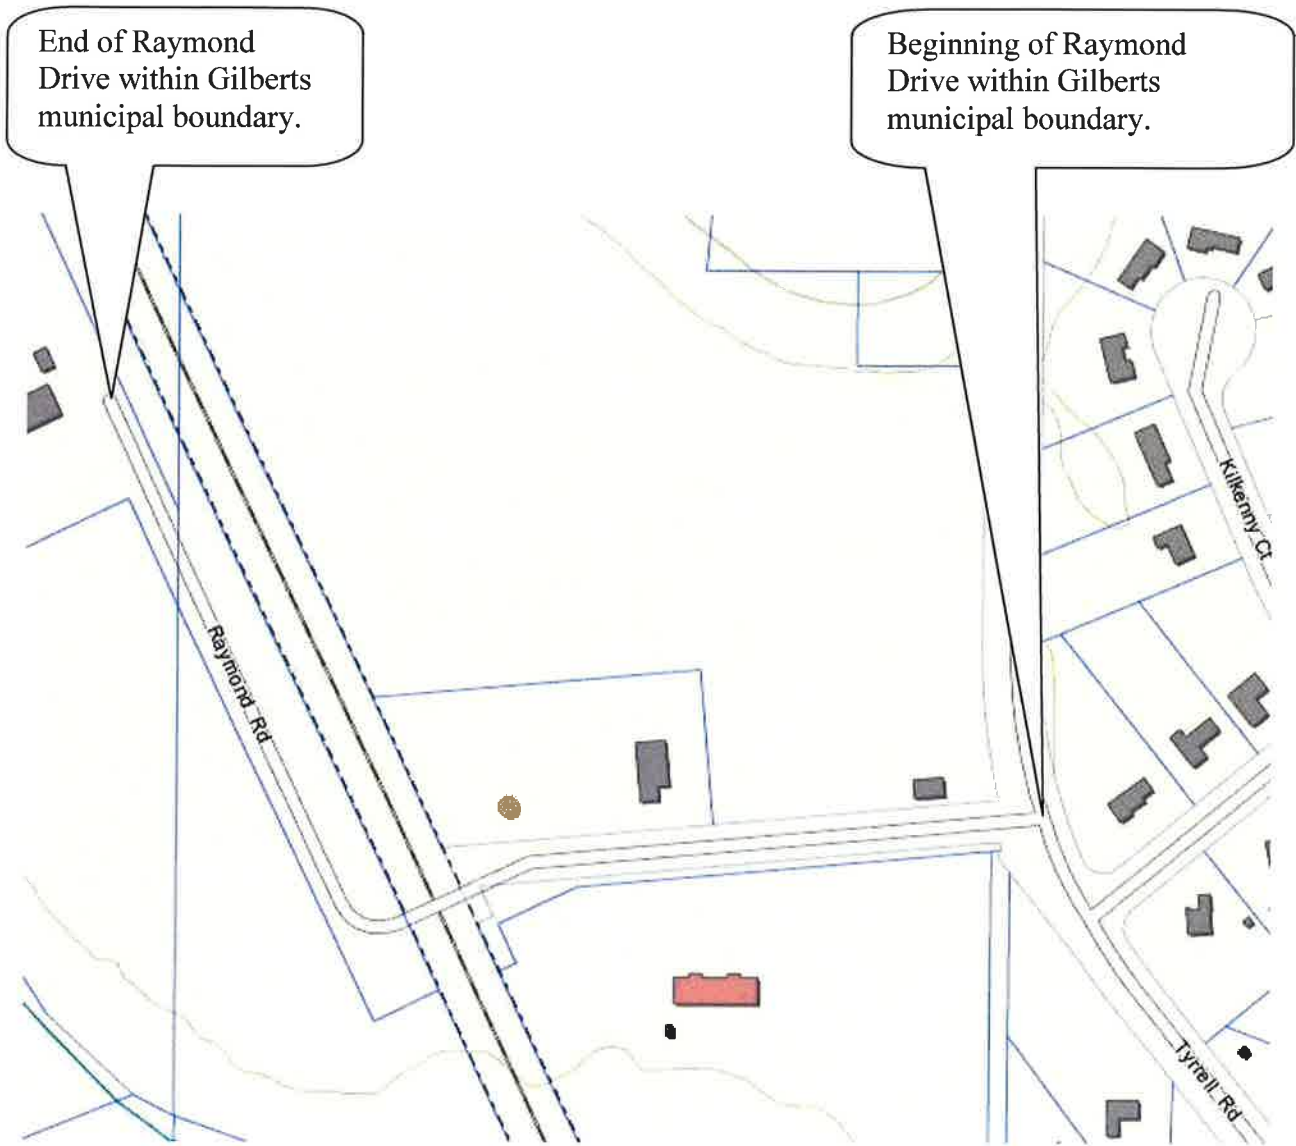 End of Raymond
Drive within Gilberts
municipal boundary.
Beginning of Raymond
Drive within Gilberts
municipal boundary.
Kilkenny_Ct
Raymond_Rd
Tyrrell_Rd